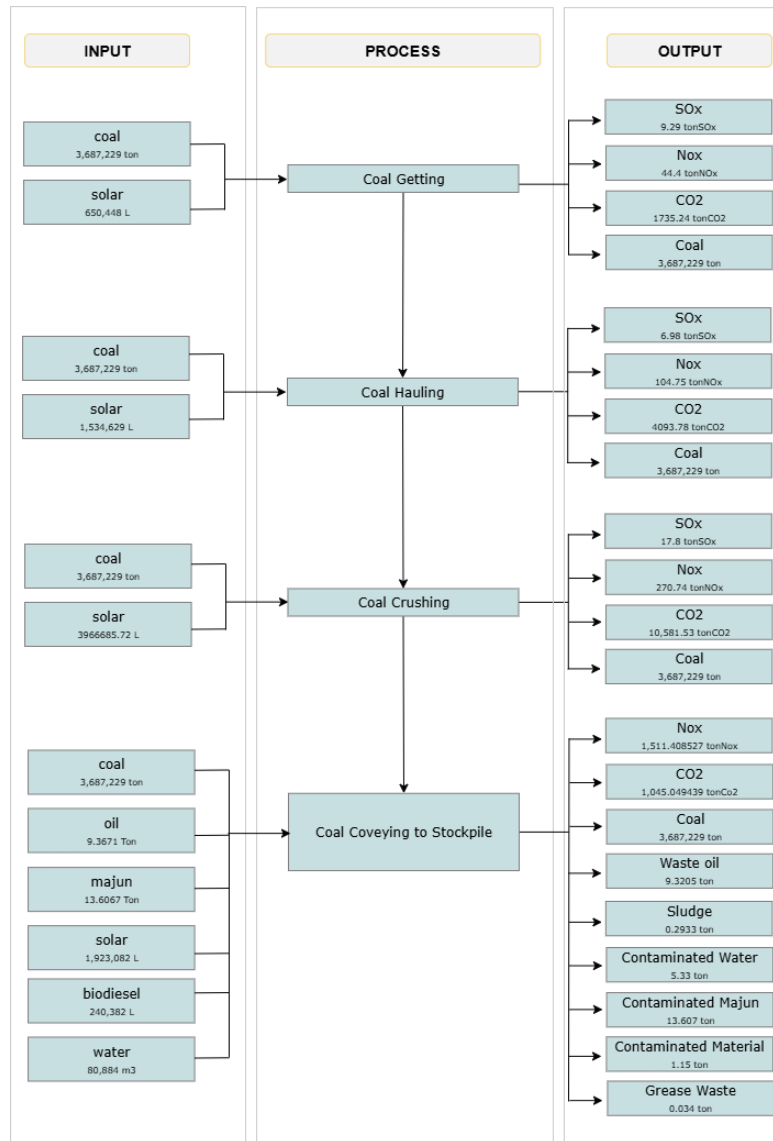 INPUT
PROCESS
OUTPUT
coal
3,687,229 ton
solar
650,448 L
Coal Getting
SOx
9.29 tonSOx
Nox
44.4 tonNOx
CO2
1735.24 tonCO2
Coal
3,687,229 ton
coal
3,687,229 ton
solar
1,534,629 L
Coal Hauling
SOx
6.98 tonSOx
Nox
104.75 tonNOx
CO2
4093.78 tonCO2
Coal
3,687,229 ton
coal
3,687,229 ton
solar
3966685.72 L
Coal Crushing
SOx
17.8 tonSOx
Nox
270.74 tonNOx
CO2
10,581.53 tonCO2
Coal
3,687,229 ton
coal
3,687,229 ton
oil
9.3671 Ton
majun
13.6067 Ton
solar
1,923,082 L
biodiesel
240,382 L
water
80,884 m3
Coal Coveying to Stockpile
Nox
1,511.408527 tonNox
CO2
1,045.049439 tonCo2
Coal
3,687,229 ton
Waste oil
9.3205 ton
Sludge
0.2933 ton
Contaminated Water
5.33 ton
Contaminated Majun
13.607 ton
Contaminated Material
1.15 ton
Grease Waste
0.034 ton